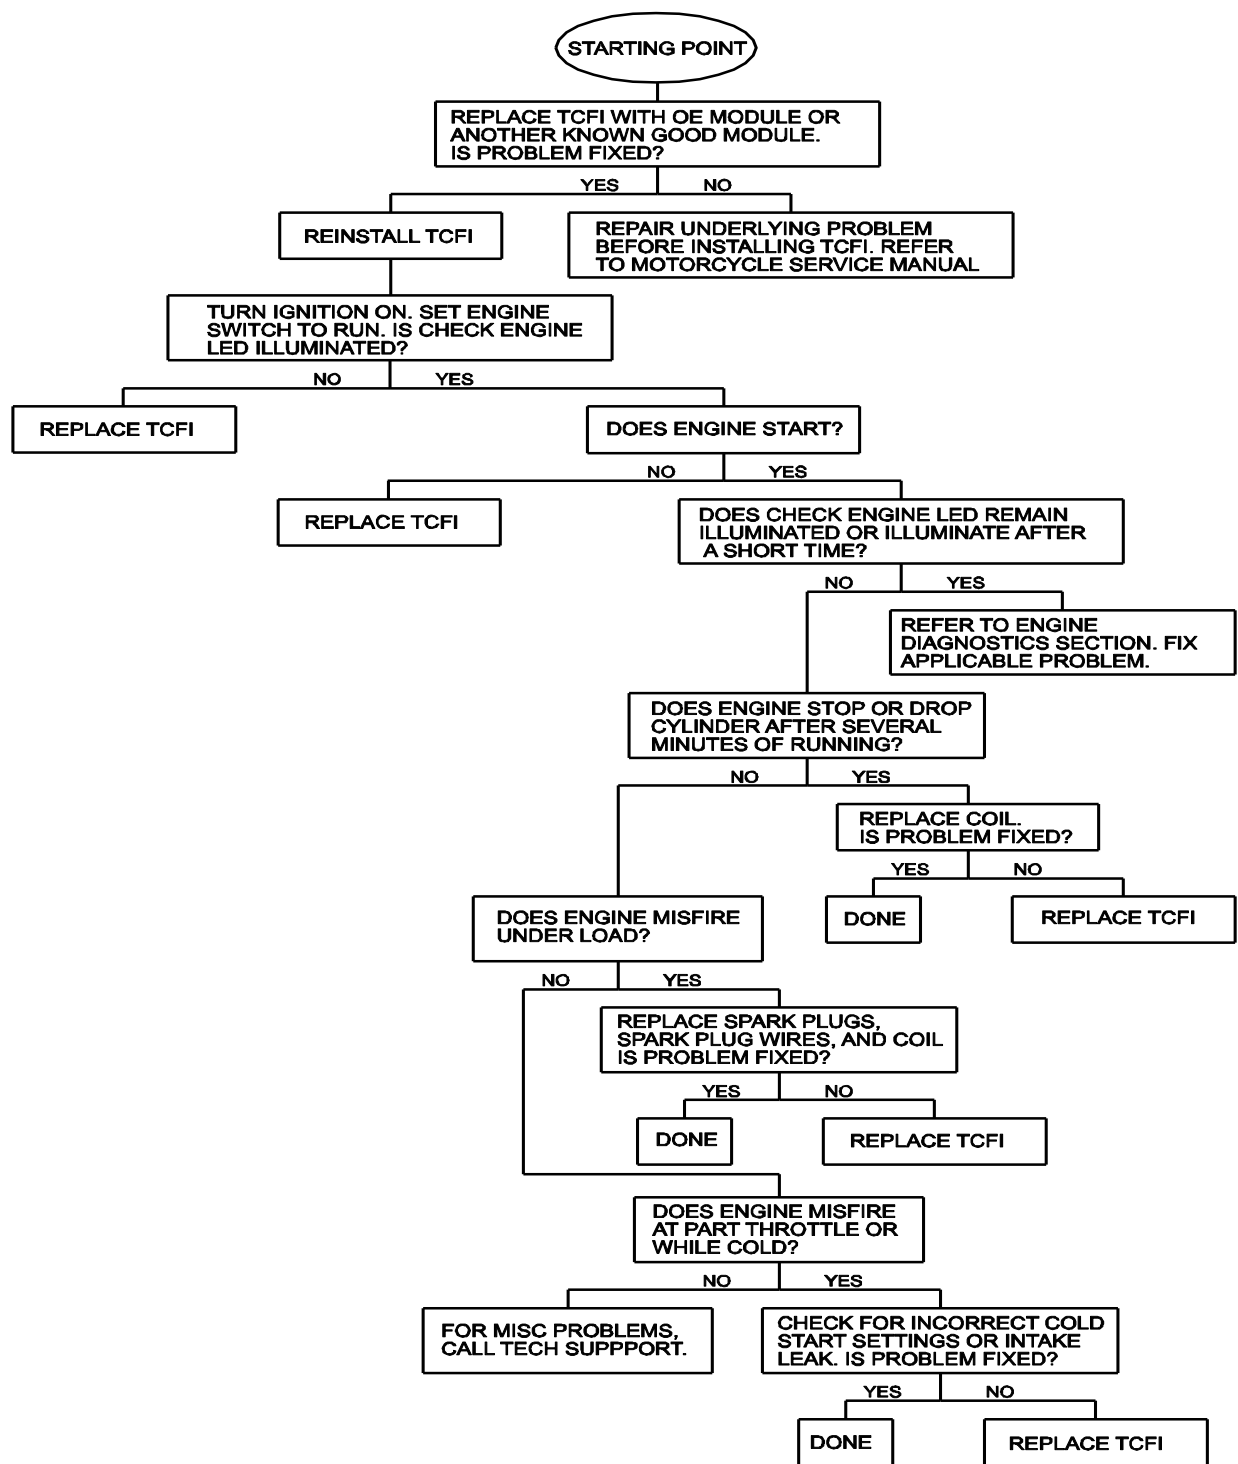 STARTING POINT
REPLACE TCFI WITH OE MODULE OR
ANOTHER KNOWN GOOD MODULE.
IS PROBLEM FIXED?
YES NO
REINSTALL TCFI
REPAIR UNDERLYING PROBLEM
BEFORE INSTALLING TCFI. REFER
TO MOTORCYCLE SERVICE MANUAL
TURN IGNITION ON. SET ENGINE
SWITCH TO RUN. IS CHECK ENGINE
LED ILLUMINATED?
NO YES
REPLACE TCFI
DOES ENGINE START?
NO YES
REPLACE TCFI
DOES CHECK ENGINE LED REMAIN
ILLUMINATED OR ILLUMINATE AFTER
A SHORT TIME?
NO YES
REFER TO ENGINE
DIAGNOSTICS SECTION. FIX
APPLICABLE PROBLEM.
DOES ENGINE STOP OR DROP
CYLINDER AFTER SEVERAL
MINUTES OF RUNNING?
NO YES
REPLACE COIL.
IS PROBLEM FIXED?
YES NO
DONE
REPLACE TCFI
DOES ENGINE MISFIRE
UNDER LOAD?
NO YES
REPLACE SPARK PLUGS,
SPARK PLUG WIRES, AND COIL
IS PROBLEM FIXED?
YES NO
DONE
REPLACE TCFI
DOES ENGINE MISFIRE
AT PART THROTTLE OR
WHILE COLD?
NO YES
FOR MISC PROBLEMS,
CALL TECH SUPPPORT.
CHECK FOR INCORRECT COLD
START SETTINGS OR INTAKE
LEAK. IS PROBLEM FIXED?
YES NO
DONE
REPLACE TCFI